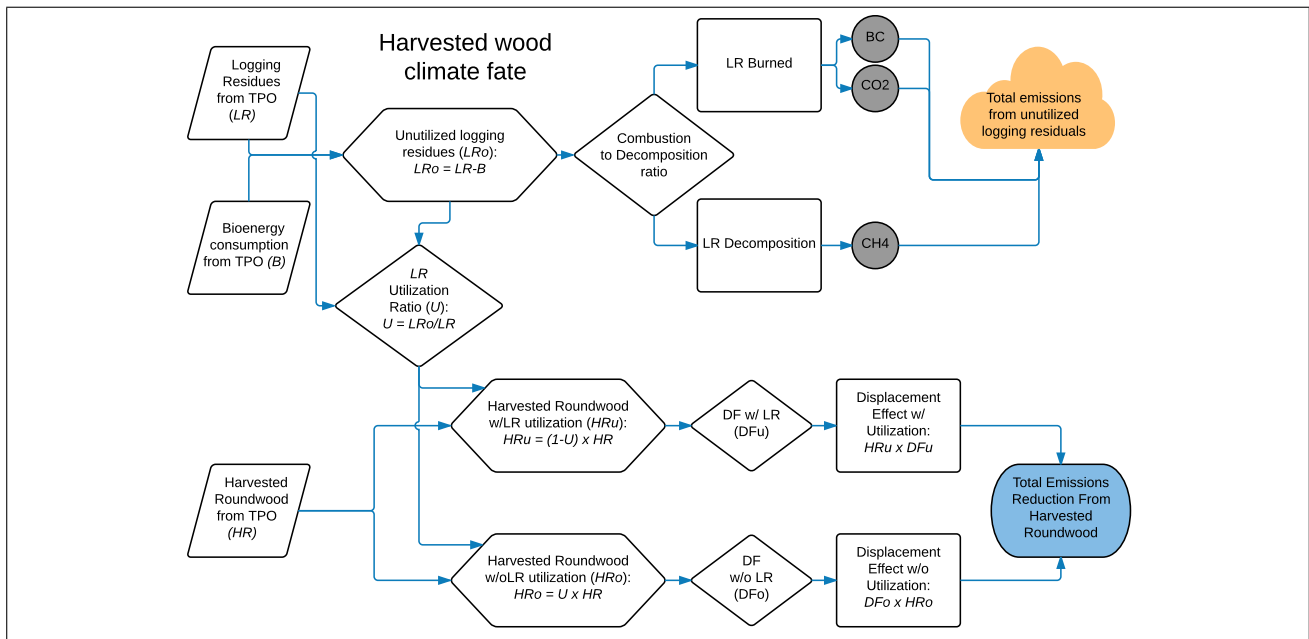 Harvested wood
climate fate
Logging
Residues
from TPO
(LR)
Bioenergy
consumption
from TPO (B)
Unutilized logging
residues (LRo):
LRo = LR-B
Combustion
to Decomposition
ratio
LR Burned
BC
CO2
Total emissions
from unutilized
logging residuals
LR Decomposition
CH4
LR
Utilization
Ratio (U):
U = LRo/LR
Harvested Roundwood
w/LR utilization (HRu):
HRu = (1-U) x HR
DF w/ LR
(DFu)
Displacement
Effect w/
Utilization:
HRu x DFu
Harvested
Roundwood
from TPO
(HR)
Total Emissions
Reduction From
Harvested
Roundwood
Harvested Roundwood
w/oLR utilization (HRo):
HRo = U x HR
DF
w/o LR
(DFo)
Displacement
Effect w/o
Utilization:
DFo x HRo